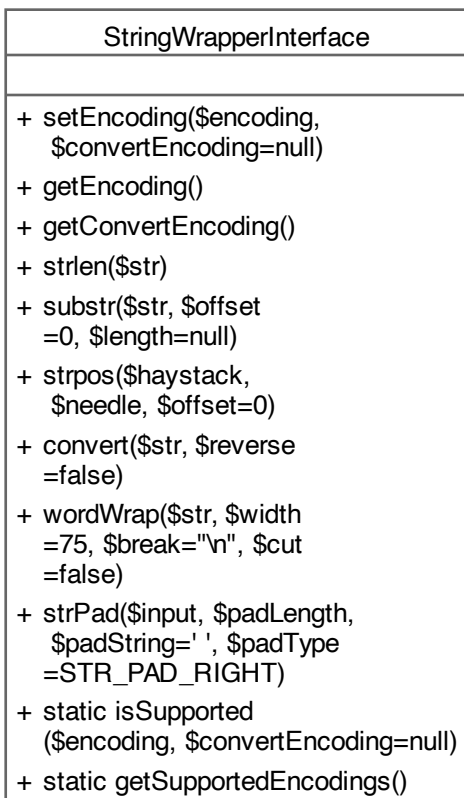 StringWrapperInterface
+ setEncoding($encoding,
$convertEncoding=null)
+ getEncoding()
+ getConvertEncoding()
+ strlen($str)
+ substr($str, $offset
=0, $length=null)
+ strpos($haystack,
$needle, $offset=0)
+ convert($str, $reverse
=false)
+ wordWrap($str, $width
=75, $break="\n", $cut
=false)
+ strPad($input, $padLength,
$padString=' ', $padType
=STR_PAD_RIGHT)
+ static isSupported
($encoding, $convertEncoding=null)
+ static getSupportedEncodings()